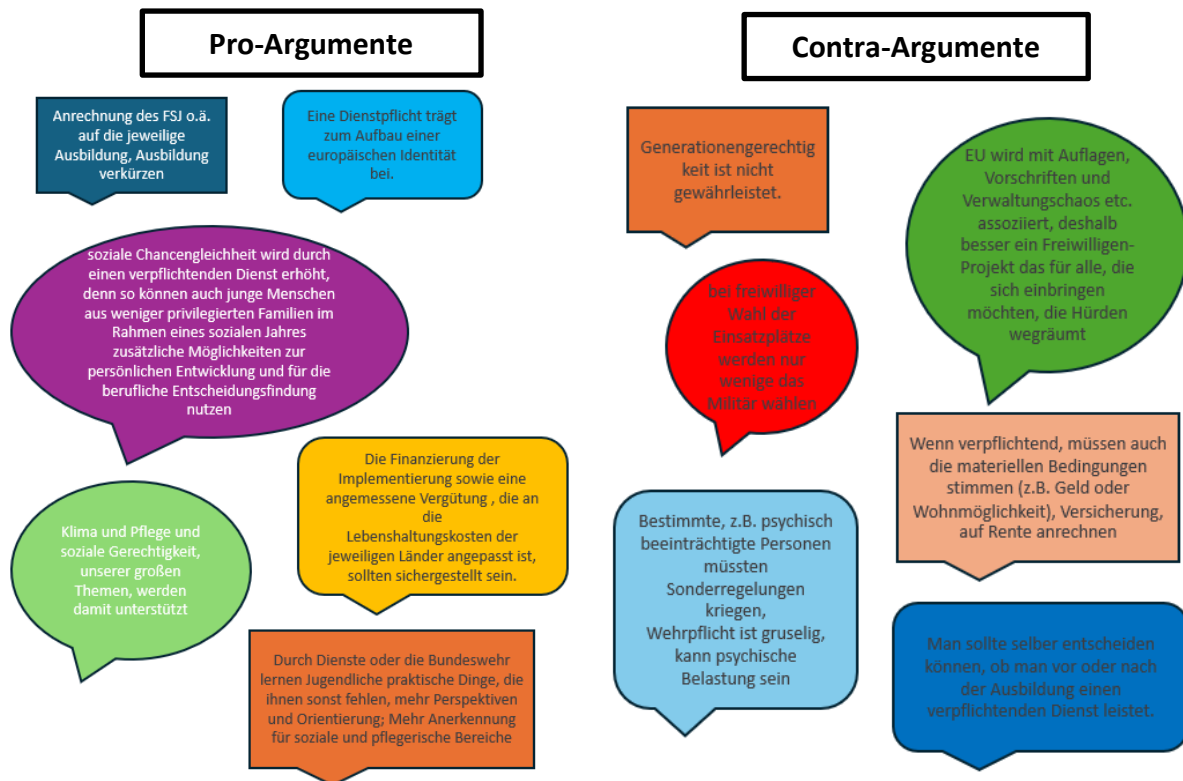 Pro-Argumente
Anrechnung des FSJ o.ä.
auf die jeweilige
Ausbildung, Ausbildung
verkürzen
Eine Dienstpflicht trägt
zum Aufbau einer
europäischen Identität
bei.
soziale Chancengleichheit wird durch
einen verpflichtenden Dienst erhöht,
denn so können auch junge Menschen
aus weniger privilegierten Familien im
Rahmen eines sozialen Jahres
zusätzliche Möglichkeiten zur
persönlichen Entwicklung und für die
berufliche Entscheidungsfindung
nutzen
Die Finanzierung der
Implementierung sowie eine
angemessene Vergütung , die an
die
Lebenshaltungskosten der
jeweiligen Länder angepasst ist,
sollten sichergestellt sein.
Klima und Pflege und
soziale Gerechtigkeit,
unserer großen
Themen, werden
damit unterstützt
Durch Dienste oder die Bundeswehr
lernen Jugendliche praktische Dinge, die
ihnen sonst fehlen, mehr Perspektiven
und Orientierung; Mehr Anerkennung
für soziale und pflegerische Bereiche
Contra-Argumente
Generationengerechtig
keit ist nicht
gewährleistet.
EU wird mit Auflagen,
Vorschriften und
Verwaltungschaos etc.
assoziiert, deshalb
besser ein Freiwilligen-
Projekt das für alle, die
sich einbringen
möchten, die Hürden
wegräumt
bei freiwilliger
Wahl der
Einsatzplätze
werden nur
wenige das
Militär wählen
Wenn verpflichtend, müssen auch
die materiellen Bedingungen
stimmen (z.B. Geld oder
Wohnmöglichkeit), Versicherung,
auf Rente anrechnen
Bestimmte, z.B. psychisch
beeinträchtigte Personen
müssten
Sonderregelungen
kriegen,
Wehrpflicht ist gruselig,
kann psychische
Belastung sein
Man sollte selber entscheiden
können, ob man vor oder nach
der Ausbildung einen
verpflichtenden Dienst leistet.